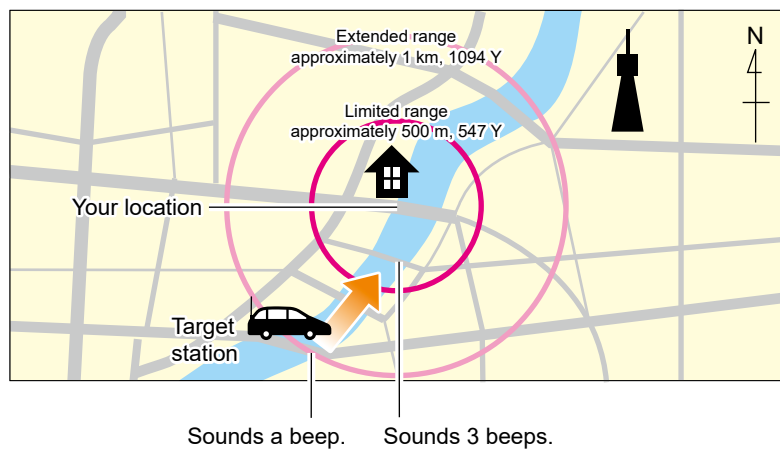 Extended range
approximately 1 km, 1094 Y
N
Limited range
approximately 500 m, 547 Y
Your location
Target
station
Sounds a beep.
Sounds 3 beeps.